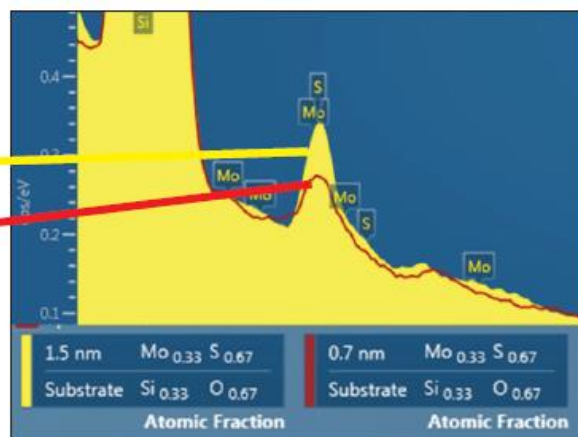 Si
0.4
S
Mo
Mo
Mo
Mo
S
0.2
Mo
0.1
1.5 nm Mo 0.33 S 0.67
Substrate Si 0.33 O 0.67
Atomic Fraction
0.7 nm Mo 0.33 S 0.67
Substrate Si 0.33 O 0.67
Atomic Fraction